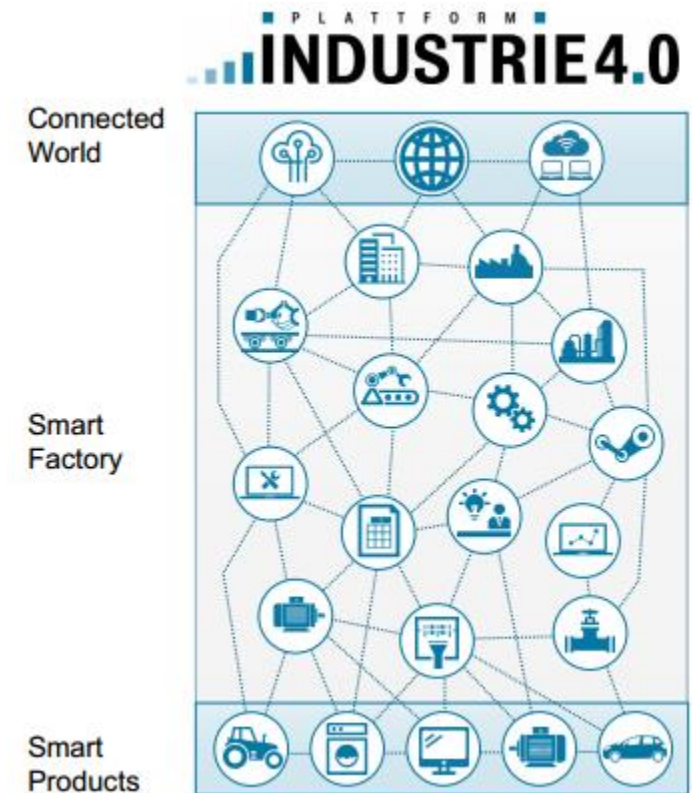 PLATTFORM
INDUSTRIE4.0
Connected
World
Smart
Factory
Smart
Products